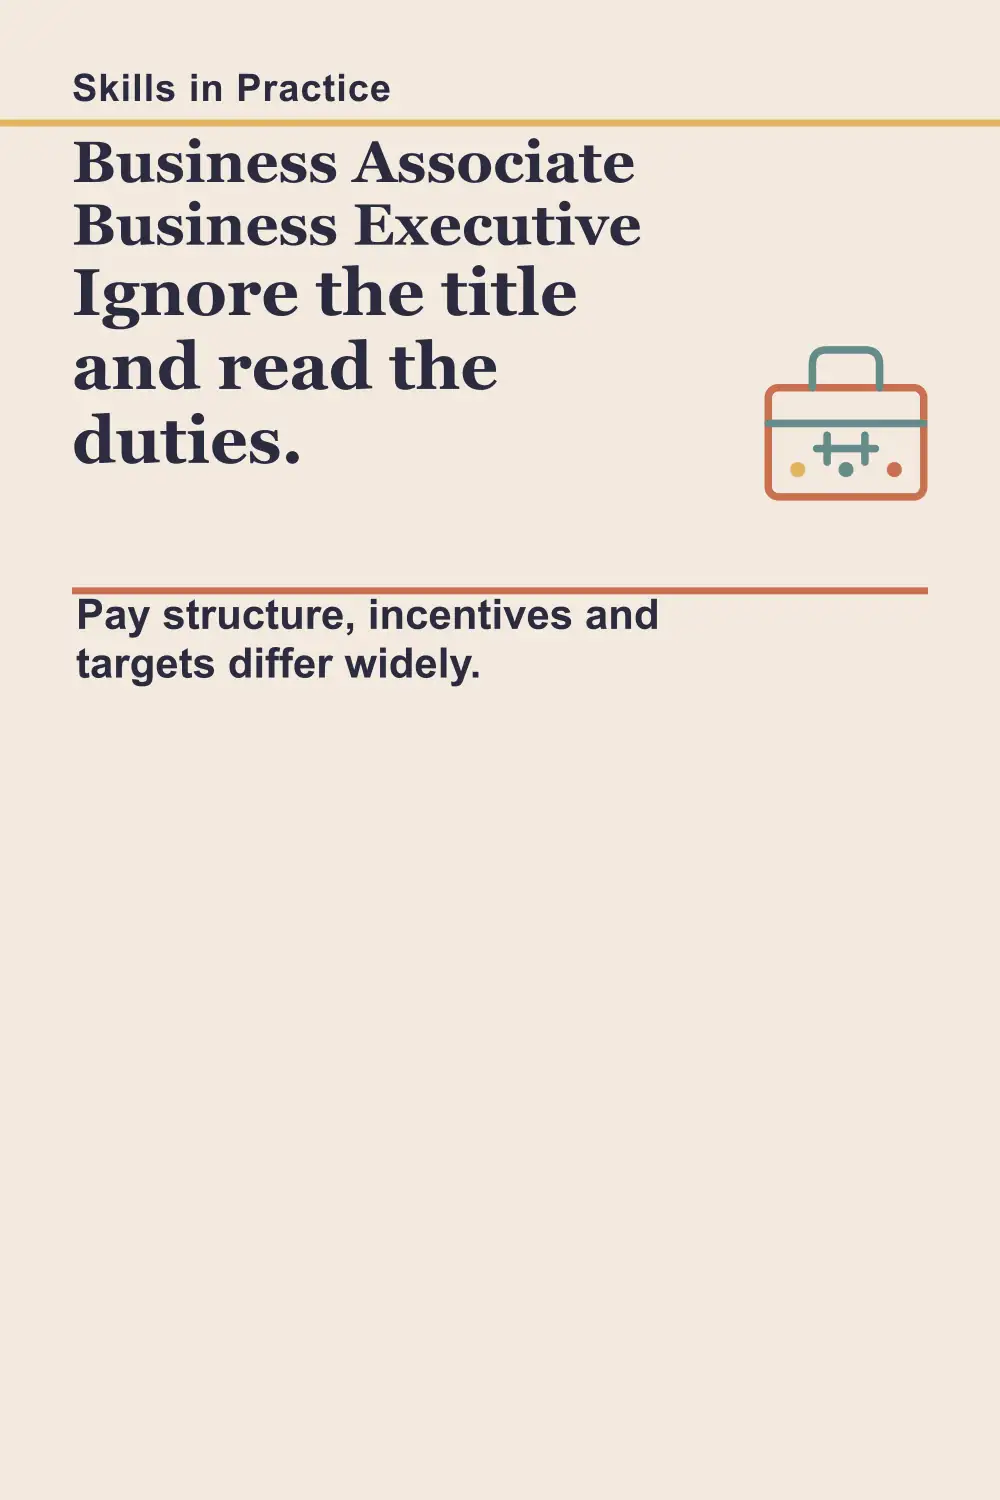 Skills in Practice
Business Associate
Business Executive
Ignore the title
and read the
duties.
Pay structure, incentives and
targets differ widely.